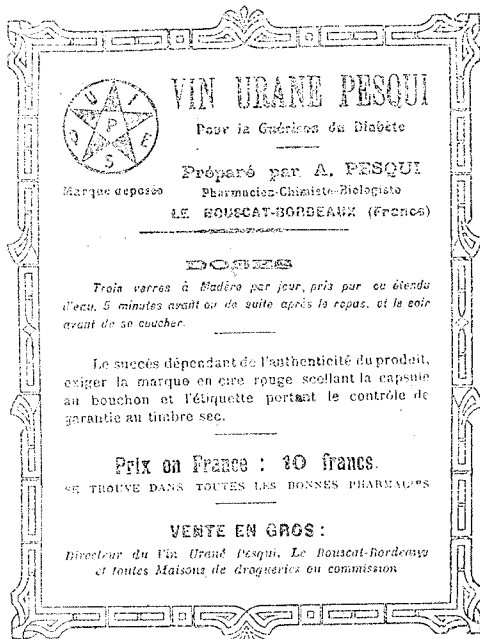 VIN URANÉ PESQUI
Pour la Guérison du Diabète
U I E S Q
P
Marque déposée
Préparé par A. PESQUI
Pharmacien-Chimiste-Biologiste
LE BOUSCAT-BORDEAUX (France)
DOSES
Trois verres à Madère par jour, pris pur ou étendu
d'eau, 5 minutes avant ou de suite après le repas, et le soir
avant de se coucher.
Le succès dépendant de l'authenticité du produit,
exiger la marque en cire rouge scellant la capsule
au bouchon et l'étiquette portant le contrôle de
garantie au timbre sec.
Prix en France : 10 francs.
SE TROUVE DANS TOUTES LES BONNES PHARMACIES
VENTE EN GROS :
Directeur du Vin Urané Pesqui, Le Bouscat-Bordeaux
et toutes Maisons de drogueries ou commission